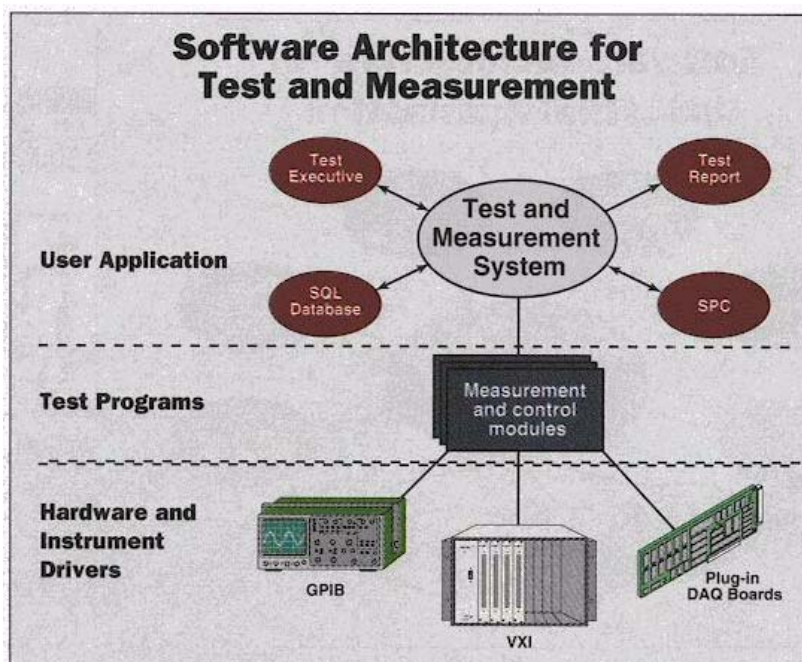 Software Architecture for
Test and Measurement
Test
Executive
Test
Report
Test and
Measurement
System
User Application
SQL
Database
SPC
Test Programs
Measurement
and control
modules
Hardware and
Instrument
Drivers
GPIB
VXI
Plug-in
DAQ Boards